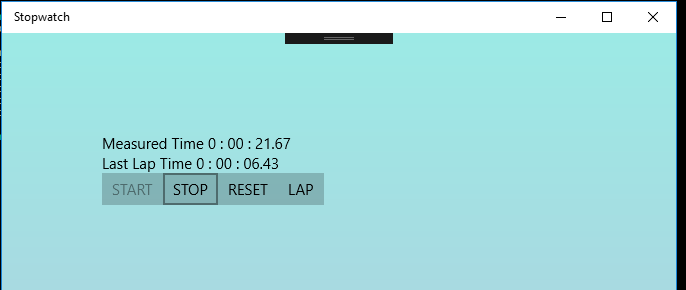 Stopwatch
Measured Time 0 : 00 : 21.67
Last Lap Time 0 : 00 : 06.43
START STOP RESET LAP